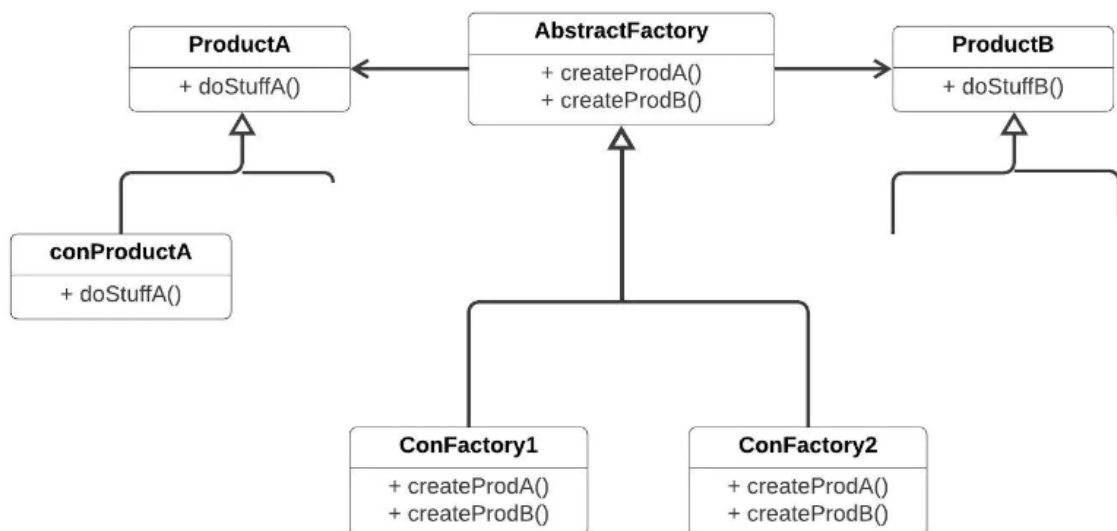 ProductA
+ doStuffA()
AbstractFactory
+ createProdA()
+ createProdB()
ProductB
+ doStuffB()
conProductA
+ doStuffA()
ConFactory1
+ createProdA()
+ createProdB()
ConFactory2
+ createProdA()
+ createProdB()